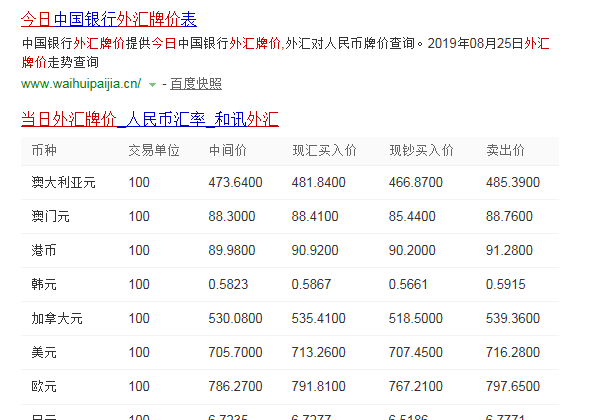 今日中国银行外汇牌价表
中国银行外汇牌价提供今日中国银行外汇牌价,外汇对人民币牌价查询。2019年08月25日外汇
牌价走势查询
www.waihuipaijia.cn/ - 百度快照
当日外汇牌价_人民币汇率_和讯外汇
币种 交易单位 中间价 现汇买入价 现钞买入价 卖出价
澳大利亚元 100 473.6400 481.8400 466.8700 485.3900
澳门元 100 88.3000 88.4100 85.4400 88.7600
港币 100 89.9800 90.9200 90.2000 91.2800
韩元 100 0.5823 0.5867 0.5661 0.5915
加拿大元 100 530.0800 535.4100 518.5000 539.3600
美元 100 705.7000 713.2600 707.4500 716.2800
欧元 100 786.2700 791.8100 767.2100 797.6500